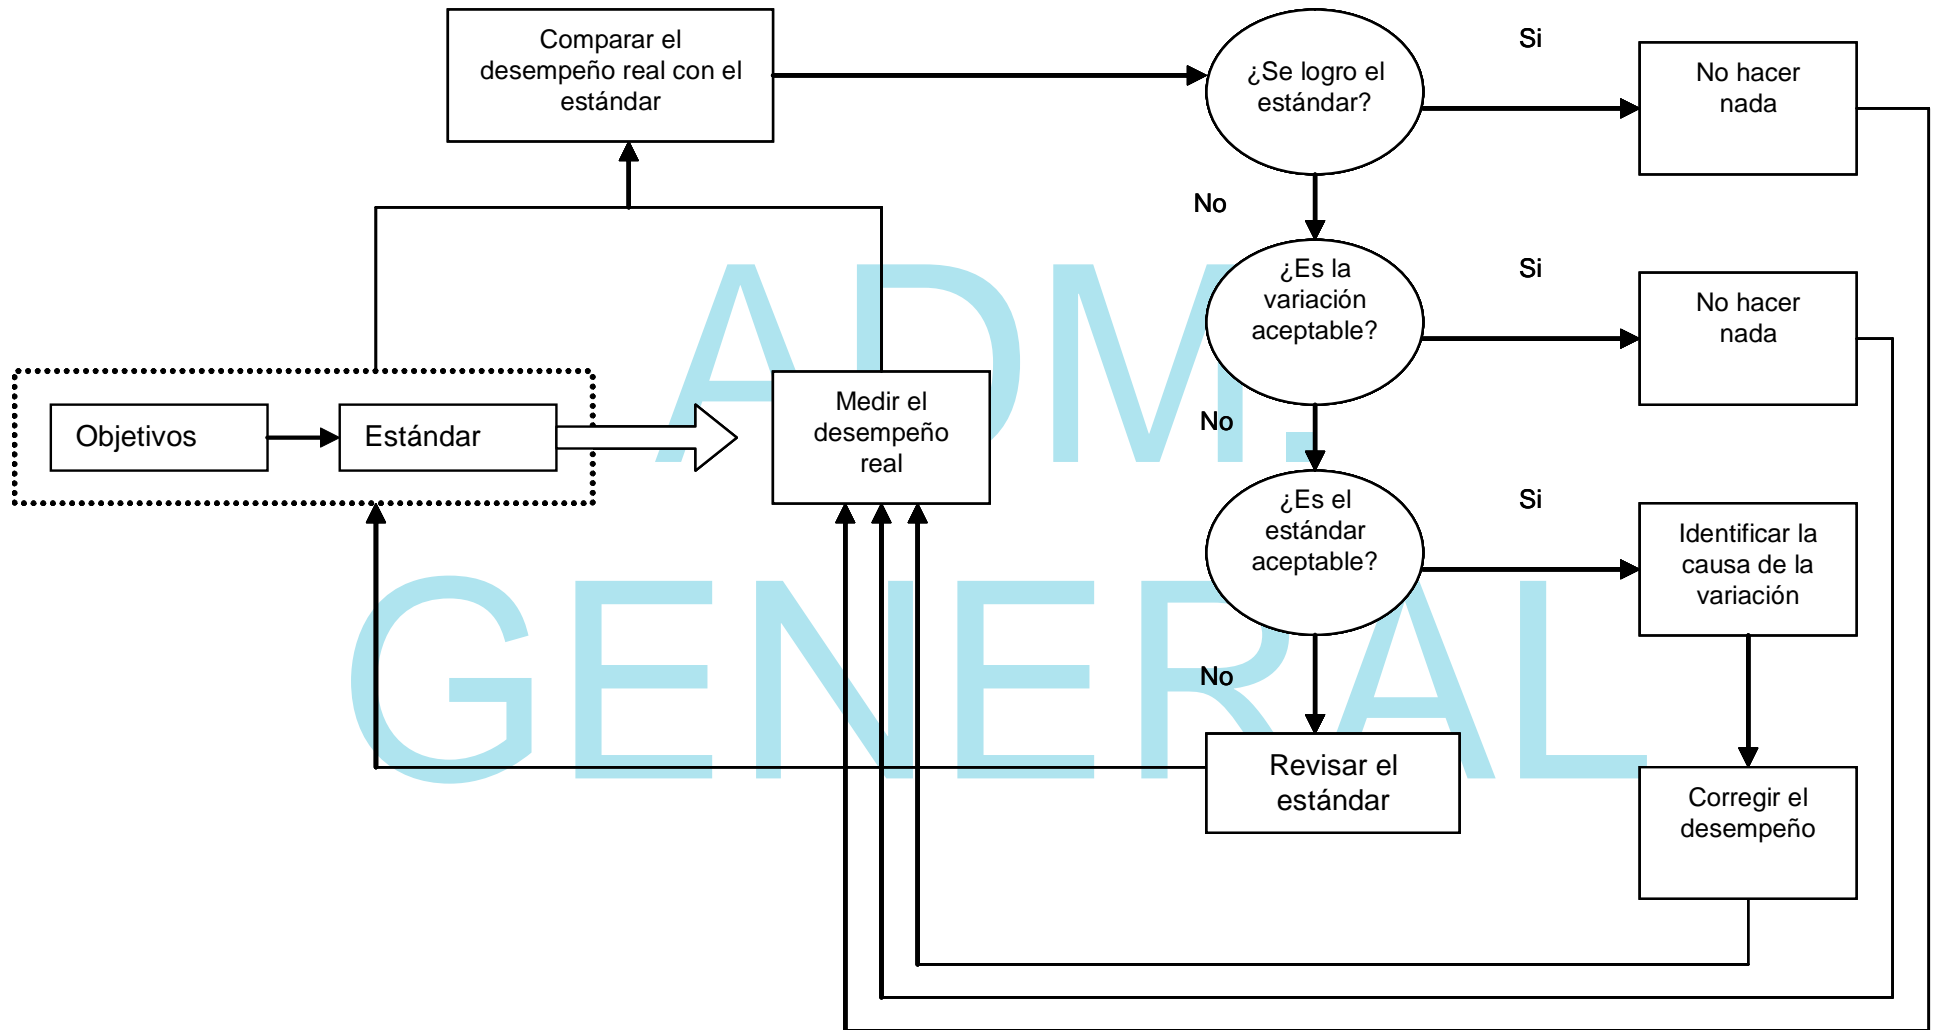 Comparar el
desempeño real con el
estándar
¿Se logro el
estándar?
Si
No hacer
nada
No
¿Es la
variación
aceptable?
Si
No hacer
nada
Objetivos
Estándar
Medir el
desempeño
real
No
¿Es el
estándar
aceptable?
Si
Identificar la
causa de la
variación
No
Revisar el
estándar
Corregir el
desempeño
ADM.
GENERAL